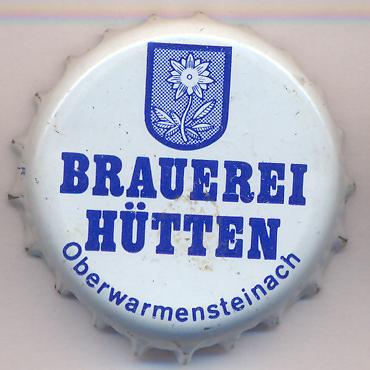 BRAUEREI
HÜTTEN
Oberwarmensteinach